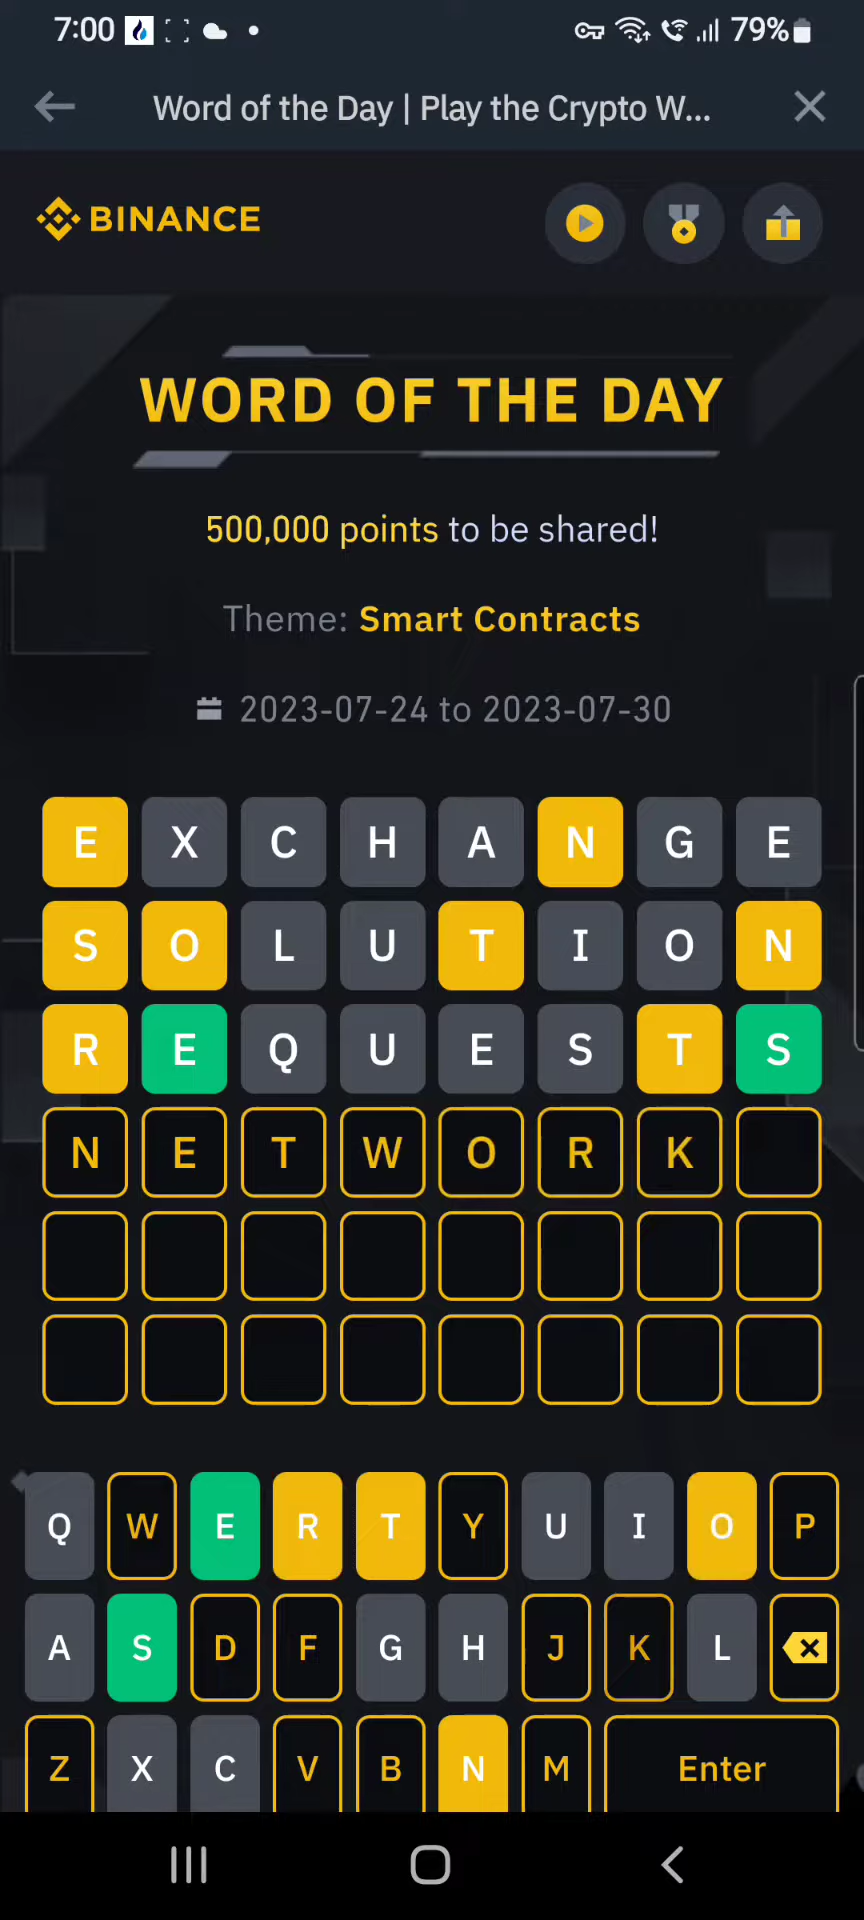 7:00 79%
Word of the Day | Play the Crypto W...
BINANCE
WORD OF THE DAY
500,000 points to be shared!
Theme: Smart Contracts
2023-07-24 to 2023-07-30
E X C H A N G E
S O L U T I O N
R E Q U E S T S
N E T W O R K
Q W E R T Y U I O P
A S D F G H J K L
Z X C V B N M Enter